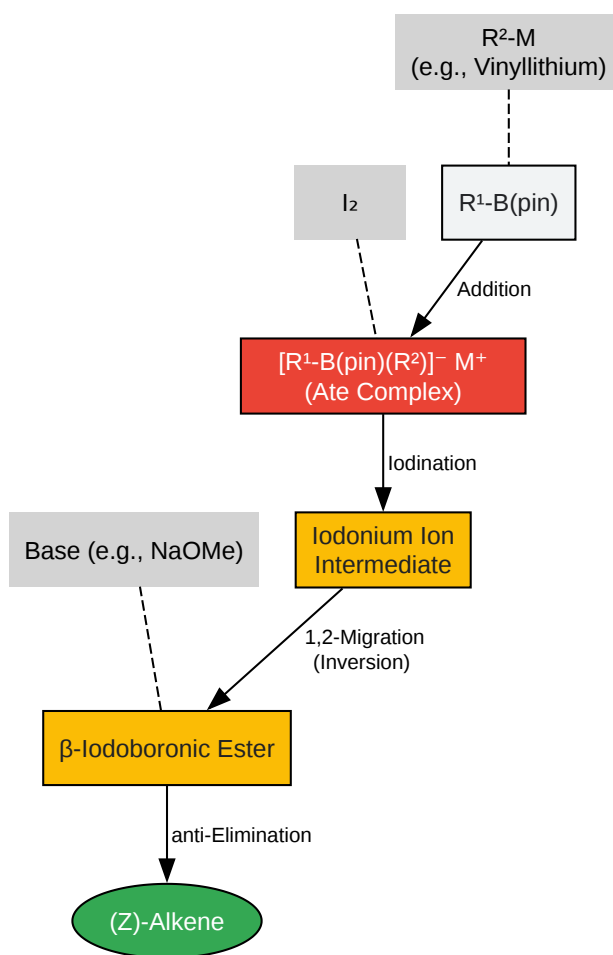 R²-M
(e.g., Vinyllithium)
I₂
R¹-B(pin)
Addition
[R¹-B(pin)(R²)]⁻ M⁺
(Ate Complex)
Iodination
Base (e.g., NaOMe)
Iodonium Ion
Intermediate
1,2-Migration
(Inversion)
β-Iodoboronic Ester
anti-Elimination
(Z)-Alkene